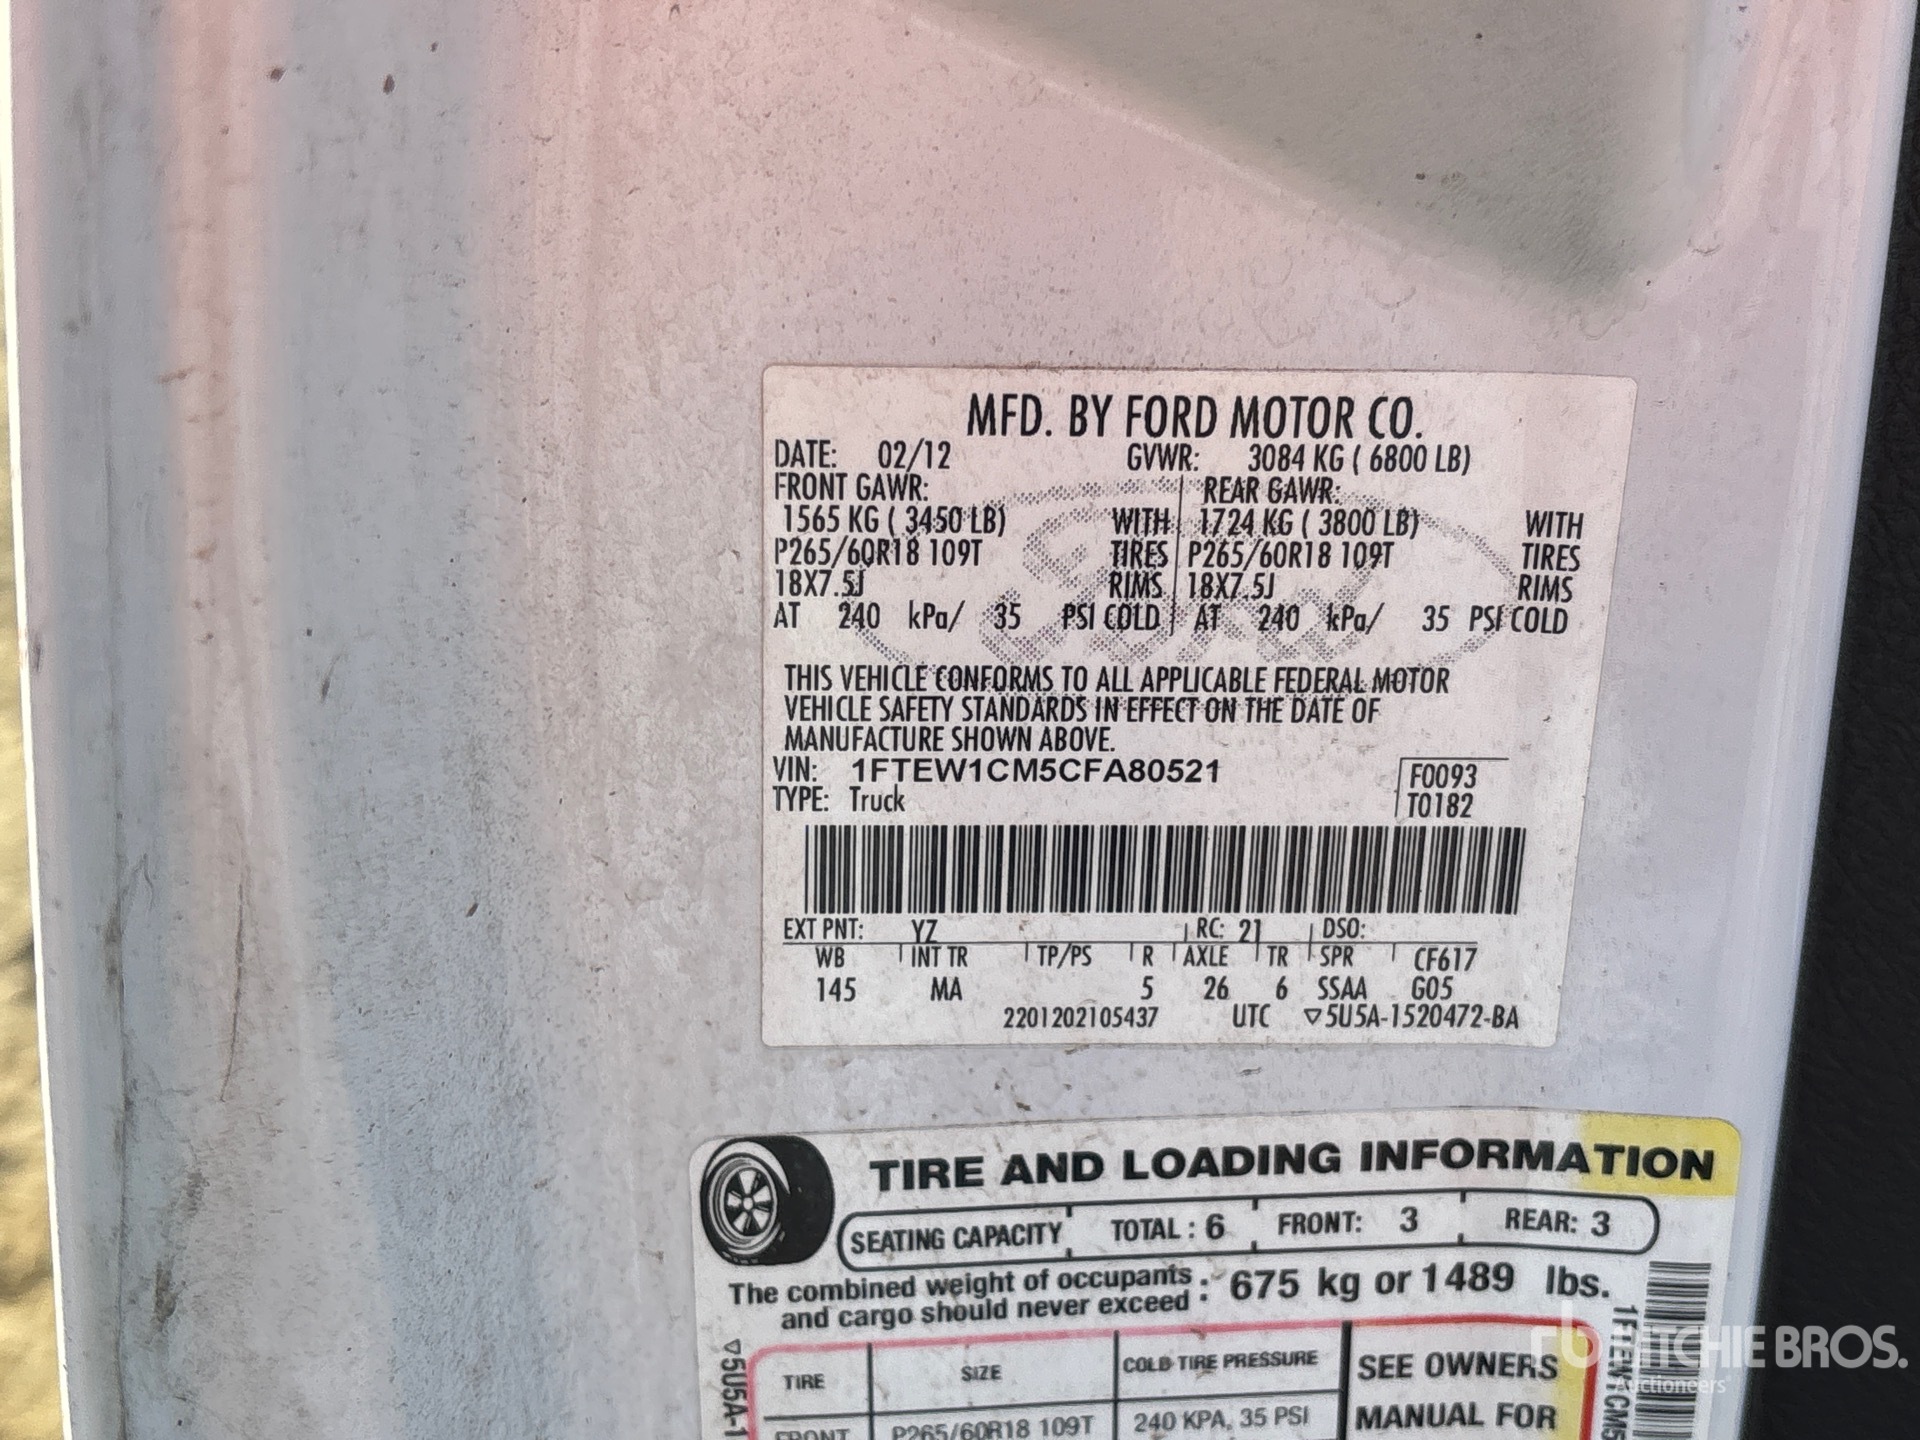 MFD. BY FORD MOTOR CO.
DATE: 02/12 GVWR: 3084 KG ( 6800 LB)
FRONT GAWR: REAR GAWR:
1565 KG ( 3450 LB) WITH 1724 KG ( 3800 LB) WITH
P265/60R18 109T TIRES P265/60R18 109T TIRES
18X7.5J RIMS 18X7.5J RIMS
AT 240 kPa/ 35 PSI COLD AT 240 kPa/ 35 PSI COLD
THIS VEHICLE CONFORMS TO ALL APPLICABLE FEDERAL MOTOR
VEHICLE SAFETY STANDARDS IN EFFECT ON THE DATE OF
MANUFACTURE SHOWN ABOVE.
VIN: 1FTEW1CM5CFA80521 F0093
TYPE: Truck T0182
EXT PNT: YZ RC: 21 DSO:
WB INT TR TP/PS R AXLE TR SPR CF617
145 MA 5 26 6 SSAA G05
2201202105437 UTC ▽5U5A-1520472-BA
TIRE AND LOADING INFORMATION
SEATING CAPACITY TOTAL : 6 FRONT: 3 REAR: 3
The combined weight of occupants
and cargo should never exceed : 675 kg or 1489 lbs.
TIRE SIZE COLD TIRE PRESSURE SEE OWNERS
FRONT P265/60R18 109T 240 KPA, 35 PSI MANUAL FOR
▽5U5A-1
1FTEW1CM5
rb RITCHIE BROS.
Auctioneers